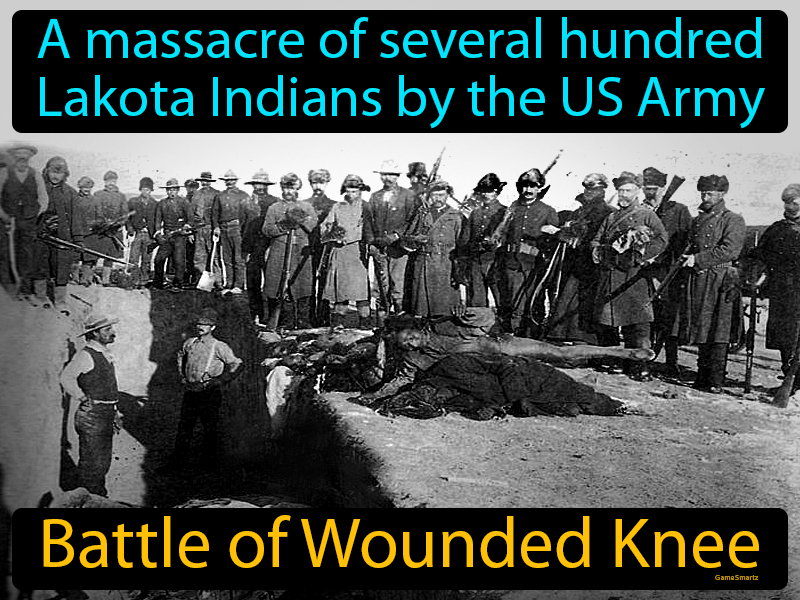 A massacre of several hundred
Lakota Indians by the US Army
Battle of Wounded Knee
GameSmartz